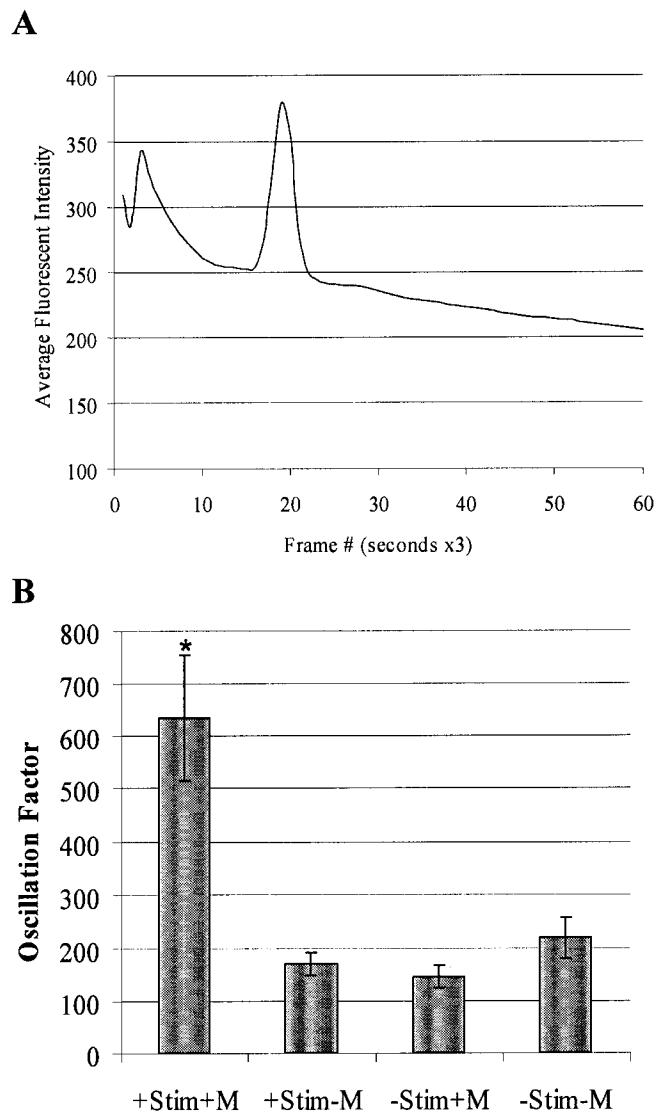 A
400
350
300
250
200
150
100
Average Fluorescent Intensity
0 10 20 30 40 50 60
Frame # (seconds x3)
B
800
700
600
500
400
300
200
100
0
Oscillation Factor
*
+Stim+M +Stim-M -Stim+M -Stim-M